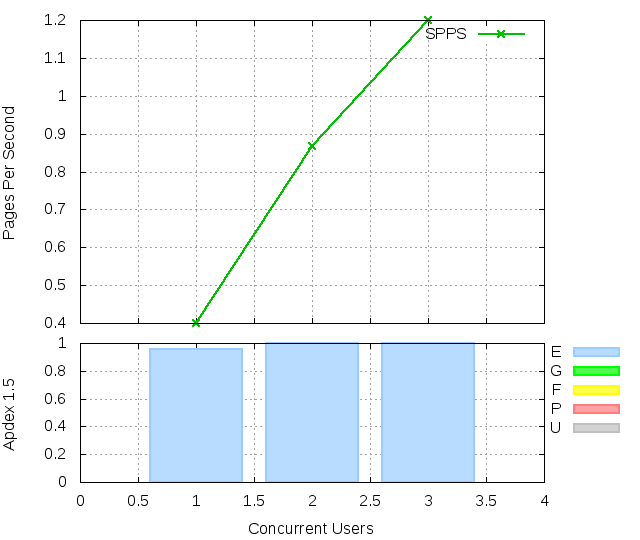 SPPS
Pages Per Second
1.2
1.1
1
0.9
0.8
0.7
0.6
0.5
0.4
Apdex 1.5
1
0.8
0.6
0.4
0.2
0
E
G
F
P
U
0 0.5 1 1.5 2 2.5 3 3.5 4
Concurrent Users